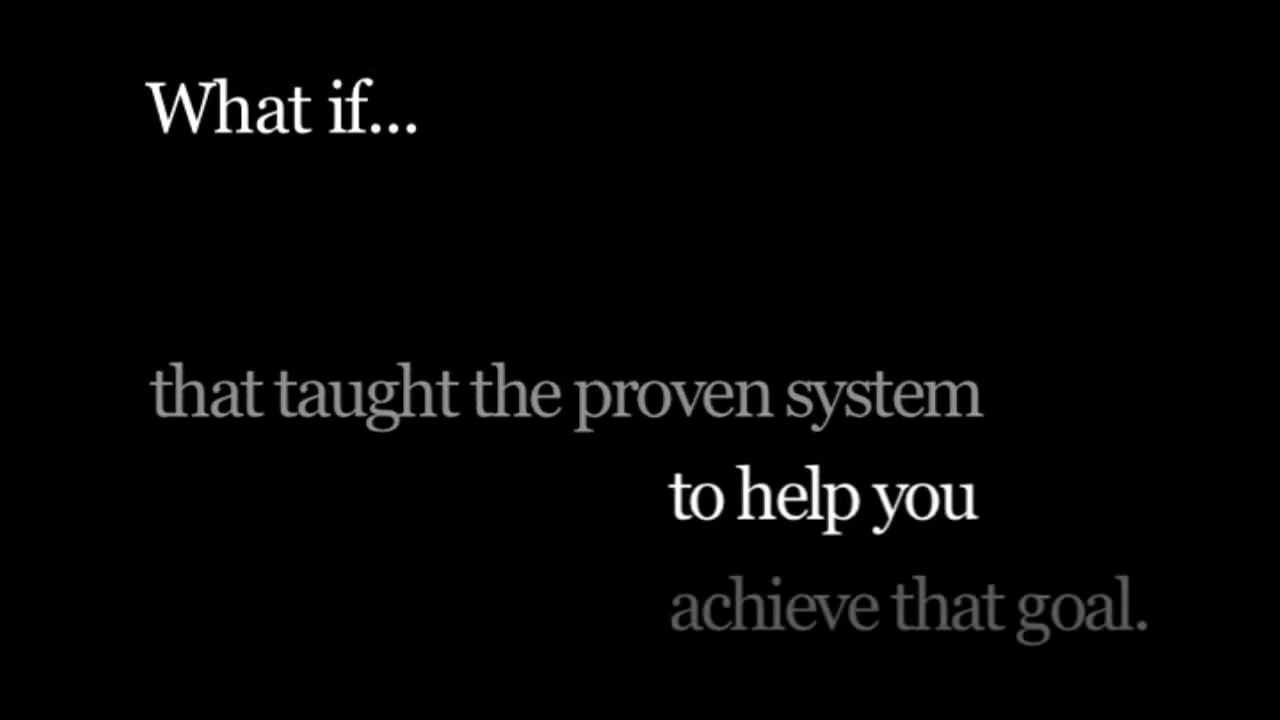 What if...
that taught the proven system
to help you
achieve that goal.